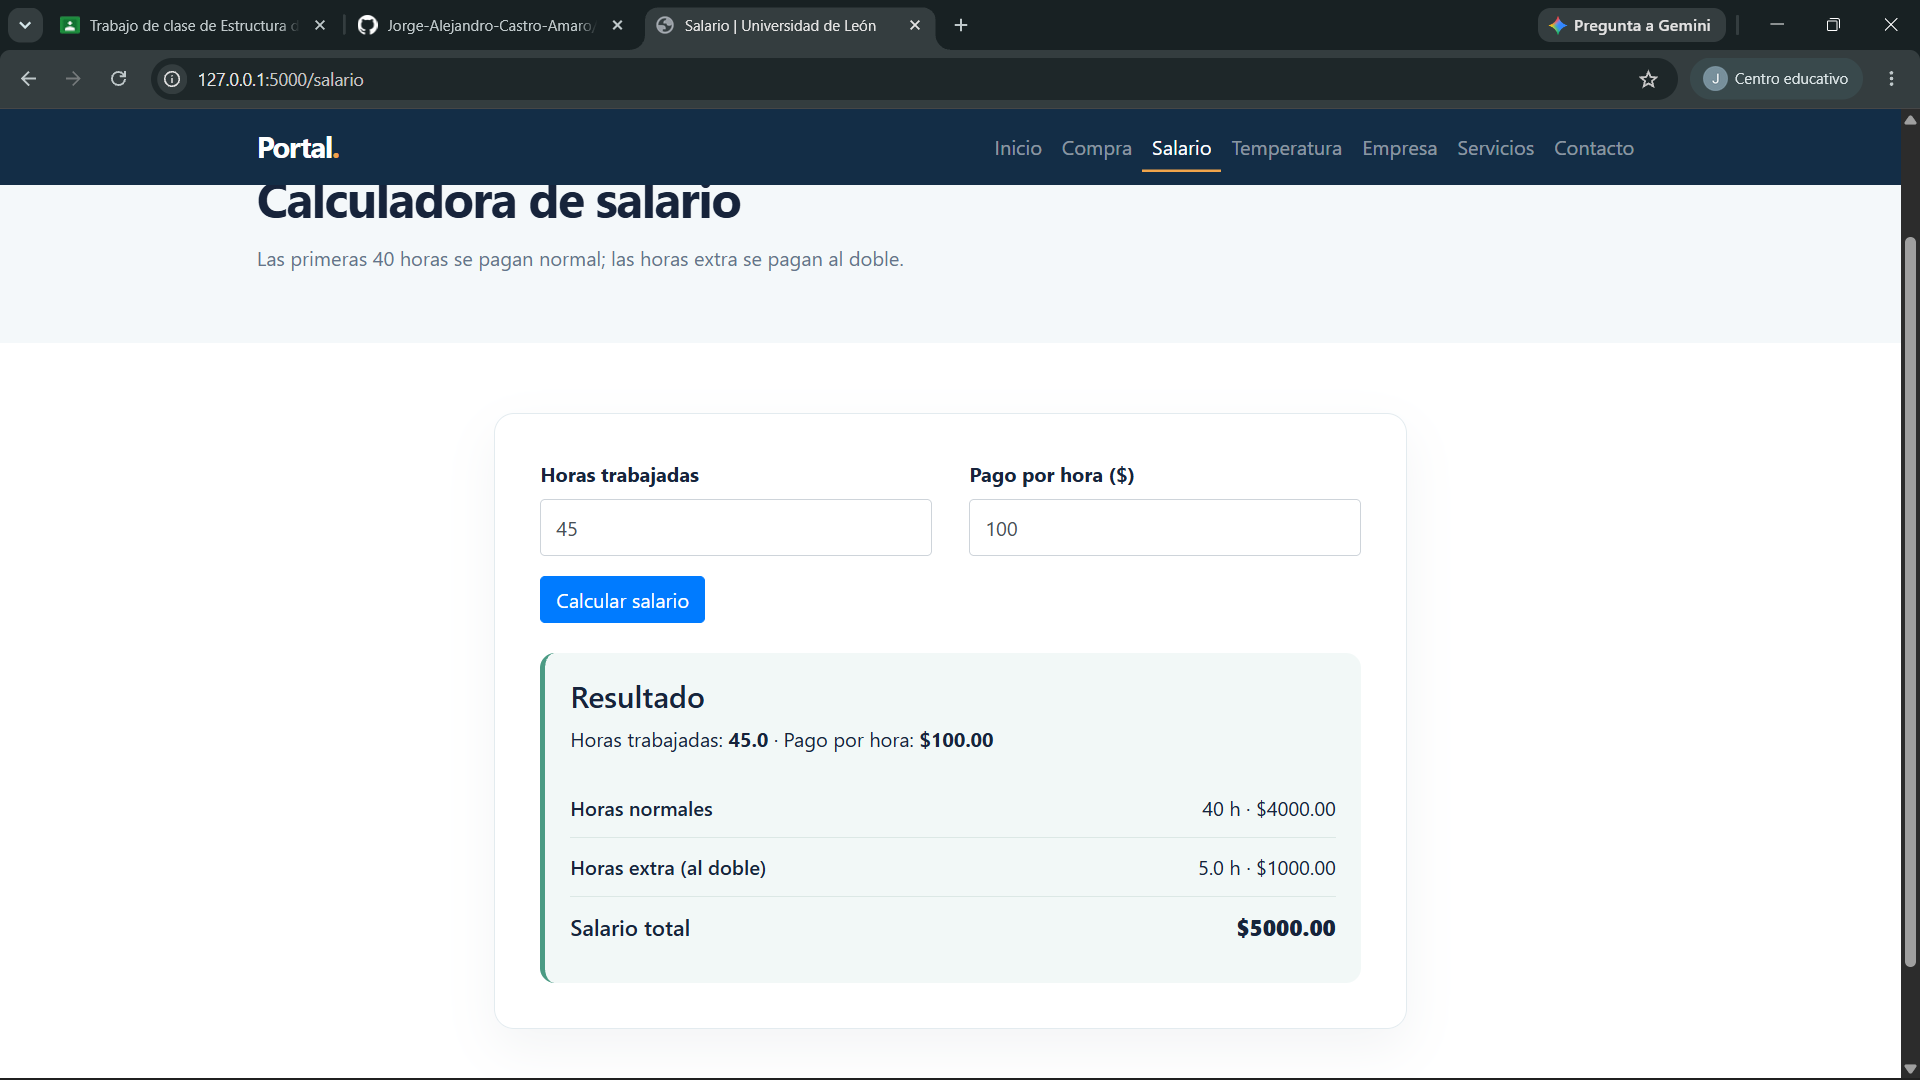 Trabajo de clase de Estructura d
Jorge-Alejandro-Castro-Amaro/
Salario | Universidad de León
Pregunta a Gemini
127.0.0.1:5000/salario
J
Centro educativo
Portal.
Inicio
Compra
Salario
Temperatura
Empresa
Servicios
Contacto
Calculadora de salario
Las primeras 40 horas se pagan normal; las horas extra se pagan al doble.
Horas trabajadas
Pago por hora ($)
45
100
Calcular salario
Resultado
Horas trabajadas: 45.0 · Pago por hora: $100.00
Horas normales
40 h · $4000.00
Horas extra (al doble)
5.0 h · $1000.00
Salario total
$5000.00